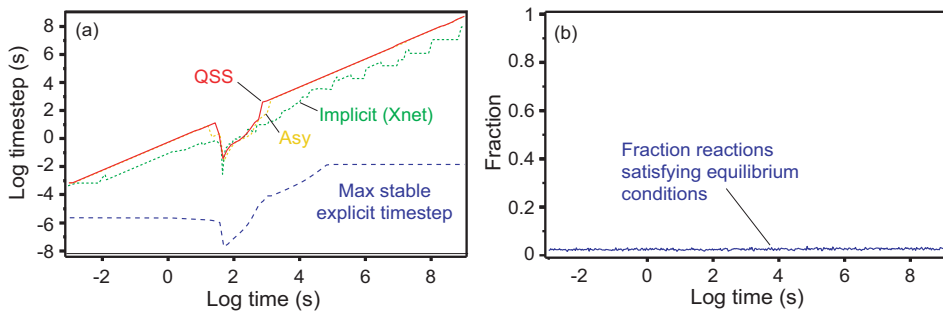 (a)
Log timestep (s)
8
6
4
2
0
-2
-4
-6
-8
QSS
Implicit (Xnet)
Asy
Max stable
explicit timestep
-2
0
2
4
6
8
Log time (s)
(b)
Fraction
1
0.8
0.6
0.4
0.2
0
Fraction reactions
satisfying equilibrium
conditions
-2
0
2
4
6
8
Log time (s)